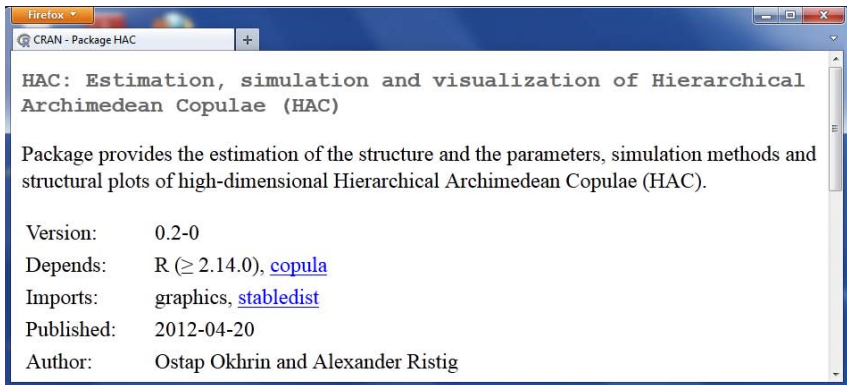 Firefox
CRAN - Package HAC
HAC: Estimation, simulation and visualization of Hierarchical
Archimedean Copulae (HAC)
Package provides the estimation of the structure and the parameters, simulation methods and
structural plots of high-dimensional Hierarchical Archimedean Copulae (HAC).
Version: 0.2-0
Depends: R (≥ 2.14.0), copula
Imports: graphics, stabledist
Published: 2012-04-20
Author: Ostap Okhrin and Alexander Ristig